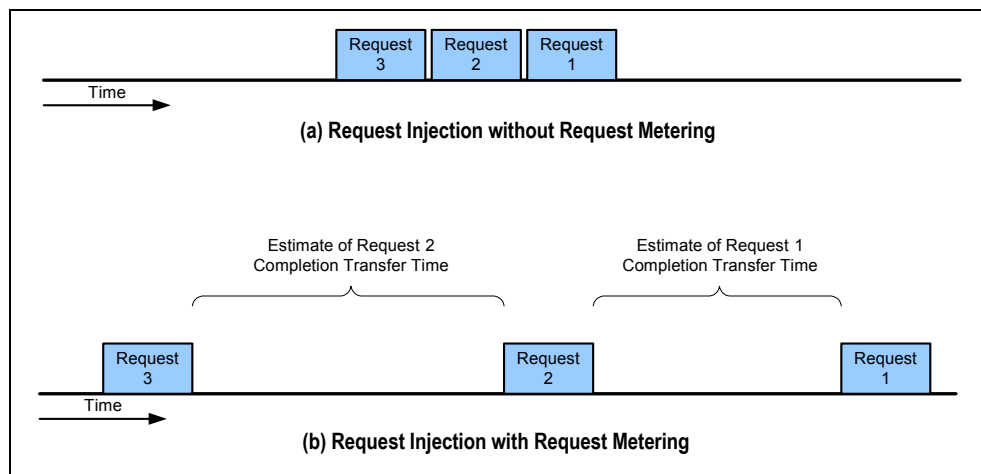 Request
3
Request
2
Request
1
Time
(a) Request Injection without Request Metering
Estimate of Request 2
Completion Transfer Time
Estimate of Request 1
Completion Transfer Time
Request
3
Request
2
Request
1
Time
(b) Request Injection with Request Metering